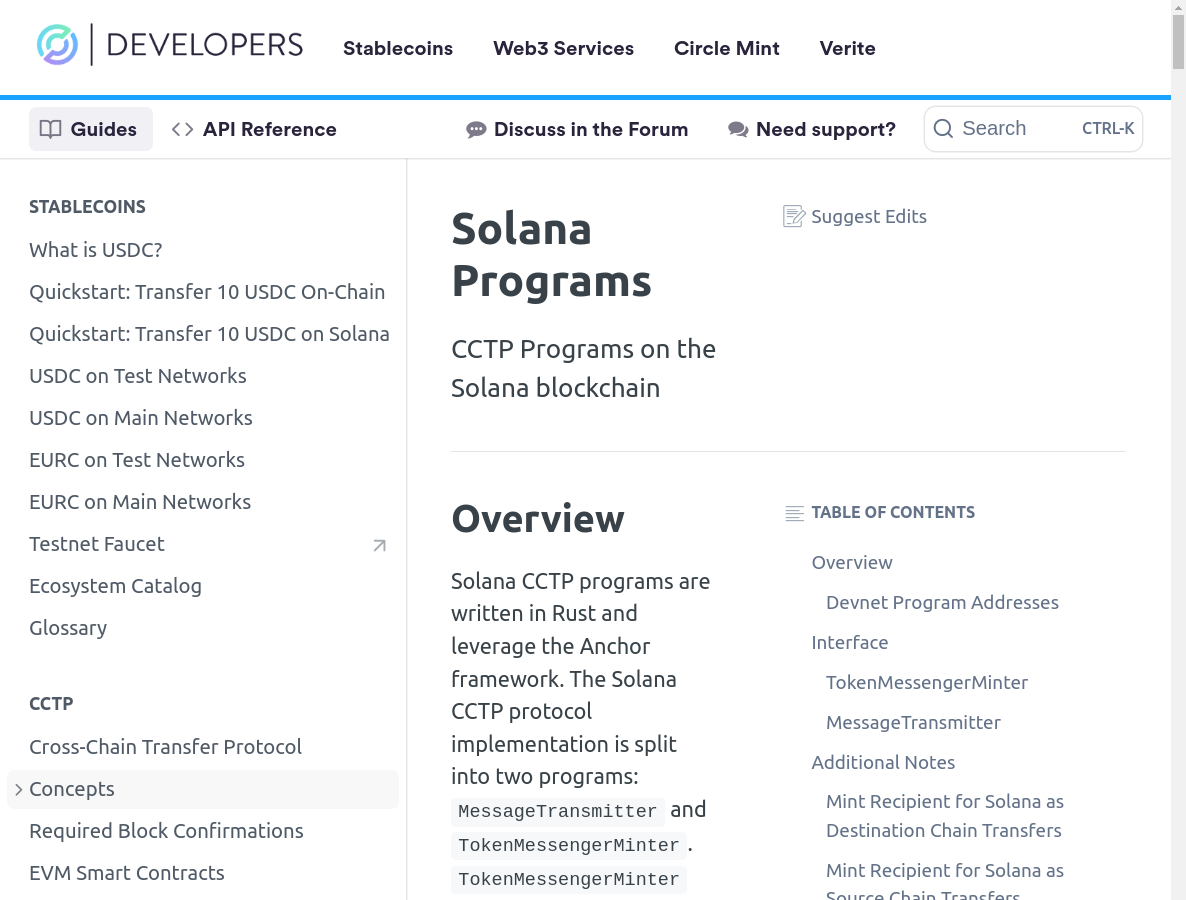 DEVELOPERS
Stablecoins
Web3 Services
Circle Mint
Verite
Guides
API Reference
Discuss in the Forum
Need support?
Search
CTRL-K
STABLECOINS
What is USDC?
Quickstart: Transfer 10 USDC On-Chain
Quickstart: Transfer 10 USDC on Solana
USDC on Test Networks
USDC on Main Networks
EURC on Test Networks
EURC on Main Networks
Testnet Faucet
Ecosystem Catalog
Glossary
CCTP
Cross-Chain Transfer Protocol
Concepts
Required Block Confirmations
EVM Smart Contracts
Solana
Programs
CCTP Programs on the
Solana blockchain
Suggest Edits
Overview
Solana CCTP programs are
written in Rust and
leverage the Anchor
framework. The Solana
CCTP protocol
implementation is split
into two programs:
MessageTransmitter and
TokenMessengerMinter.
TokenMessengerMinter
TABLE OF CONTENTS
Overview
Devnet Program Addresses
Interface
TokenMessengerMinter
MessageTransmitter
Additional Notes
Mint Recipient for Solana as
Destination Chain Transfers
Mint Recipient for Solana as
Source Chain Transfers